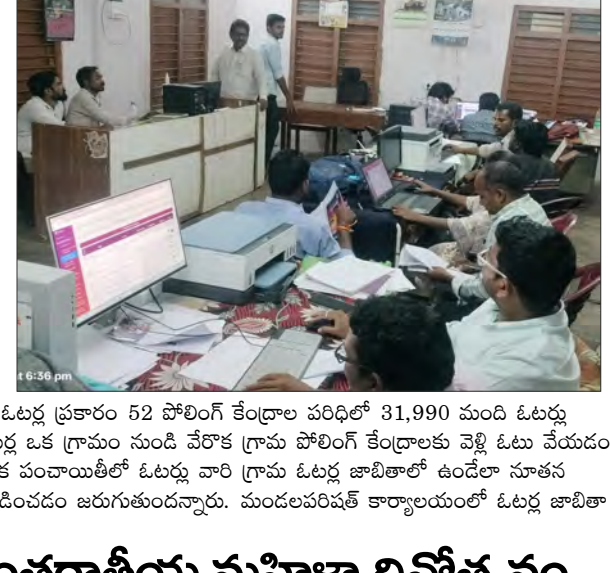 t 6:36 pm
ఓటర్ల ప్రకారం 52 పోలింగ్ కేంద్రాల పరిధిలో 31,990 మంది ఓటర్లు
ఒక గ్రామం నుండి వేరొక గ్రామ పోలింగ్ కేంద్రాలకు వెళ్లి ఓటు వేయడం
పంచాయితీలో ఓటర్లు వారి గ్రామ ఓటర్ల జాబితాలో ఉండేలా నూతన
జరుగుతుందన్నారు. మండలపరిషత్ కార్యాలయంలో ఓటర్ల జాబితా
మహిళా